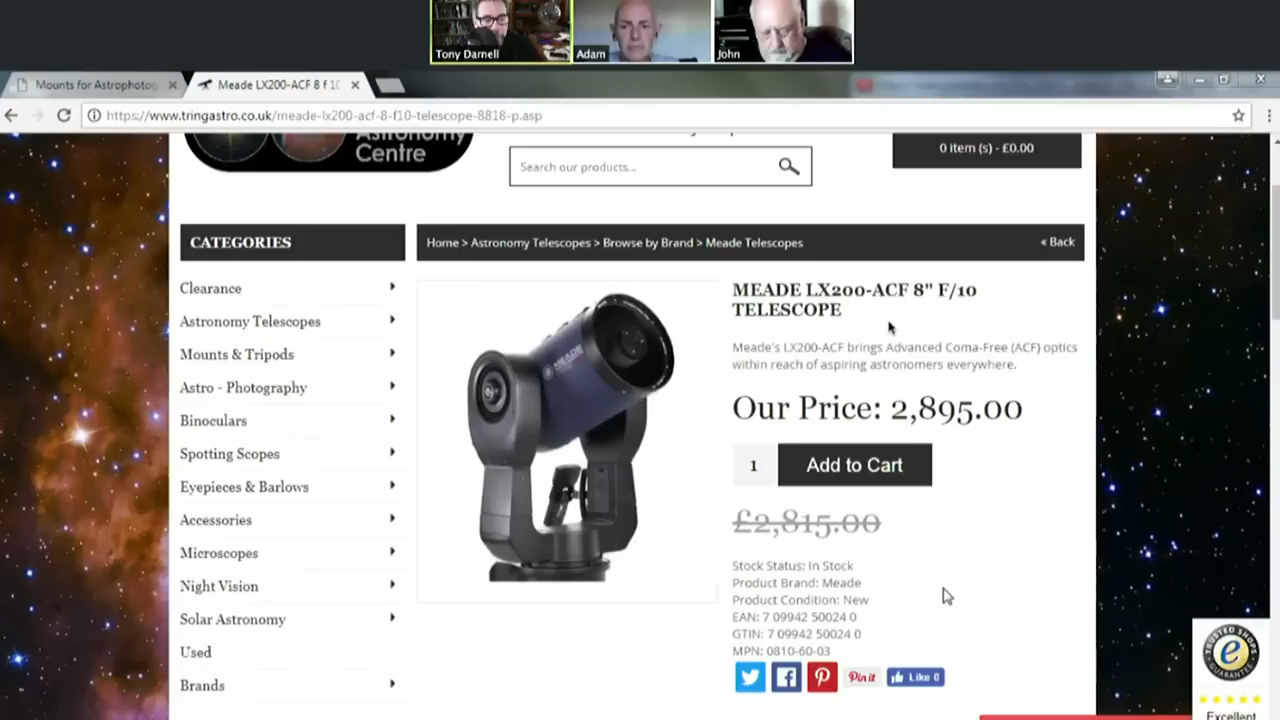 Tony Darnell
Adam
John
Mounts for Astrophotog
Meade LX200-ACF 8 f 10
https://www.tringastro.co.uk/meade-lx200-acf-8-f10-telescope-8818-p.asp
Astronomy
Centre
Search our products...
0 item (s) - £0.00
CATEGORIES
Home > Astronomy Telescopes > Browse by Brand > Meade Telescopes
« Back
Clearance
Astronomy Telescopes
Mounts & Tripods
Astro - Photography
Binoculars
Spotting Scopes
Eyepieces & Barlows
Accessories
Microscopes
Night Vision
Solar Astronomy
Used
Brands
MEADE
MEADE LX200-ACF 8" F/10
TELESCOPE
Meade's LX200-ACF brings Advanced Coma-Free (ACF) optics
within reach of aspiring astronomers everywhere.
Our Price: 2,895.00
1
Add to Cart
£2,815.00
Stock Status: In Stock
Product Brand: Meade
Product Condition: New
EAN: 7 09942 50024 0
GTIN: 7 09942 50024 0
MPN: 0810-60-03
Pin it
Like 0
TRUSTED SHOPS
GUARANTEE
Excellent